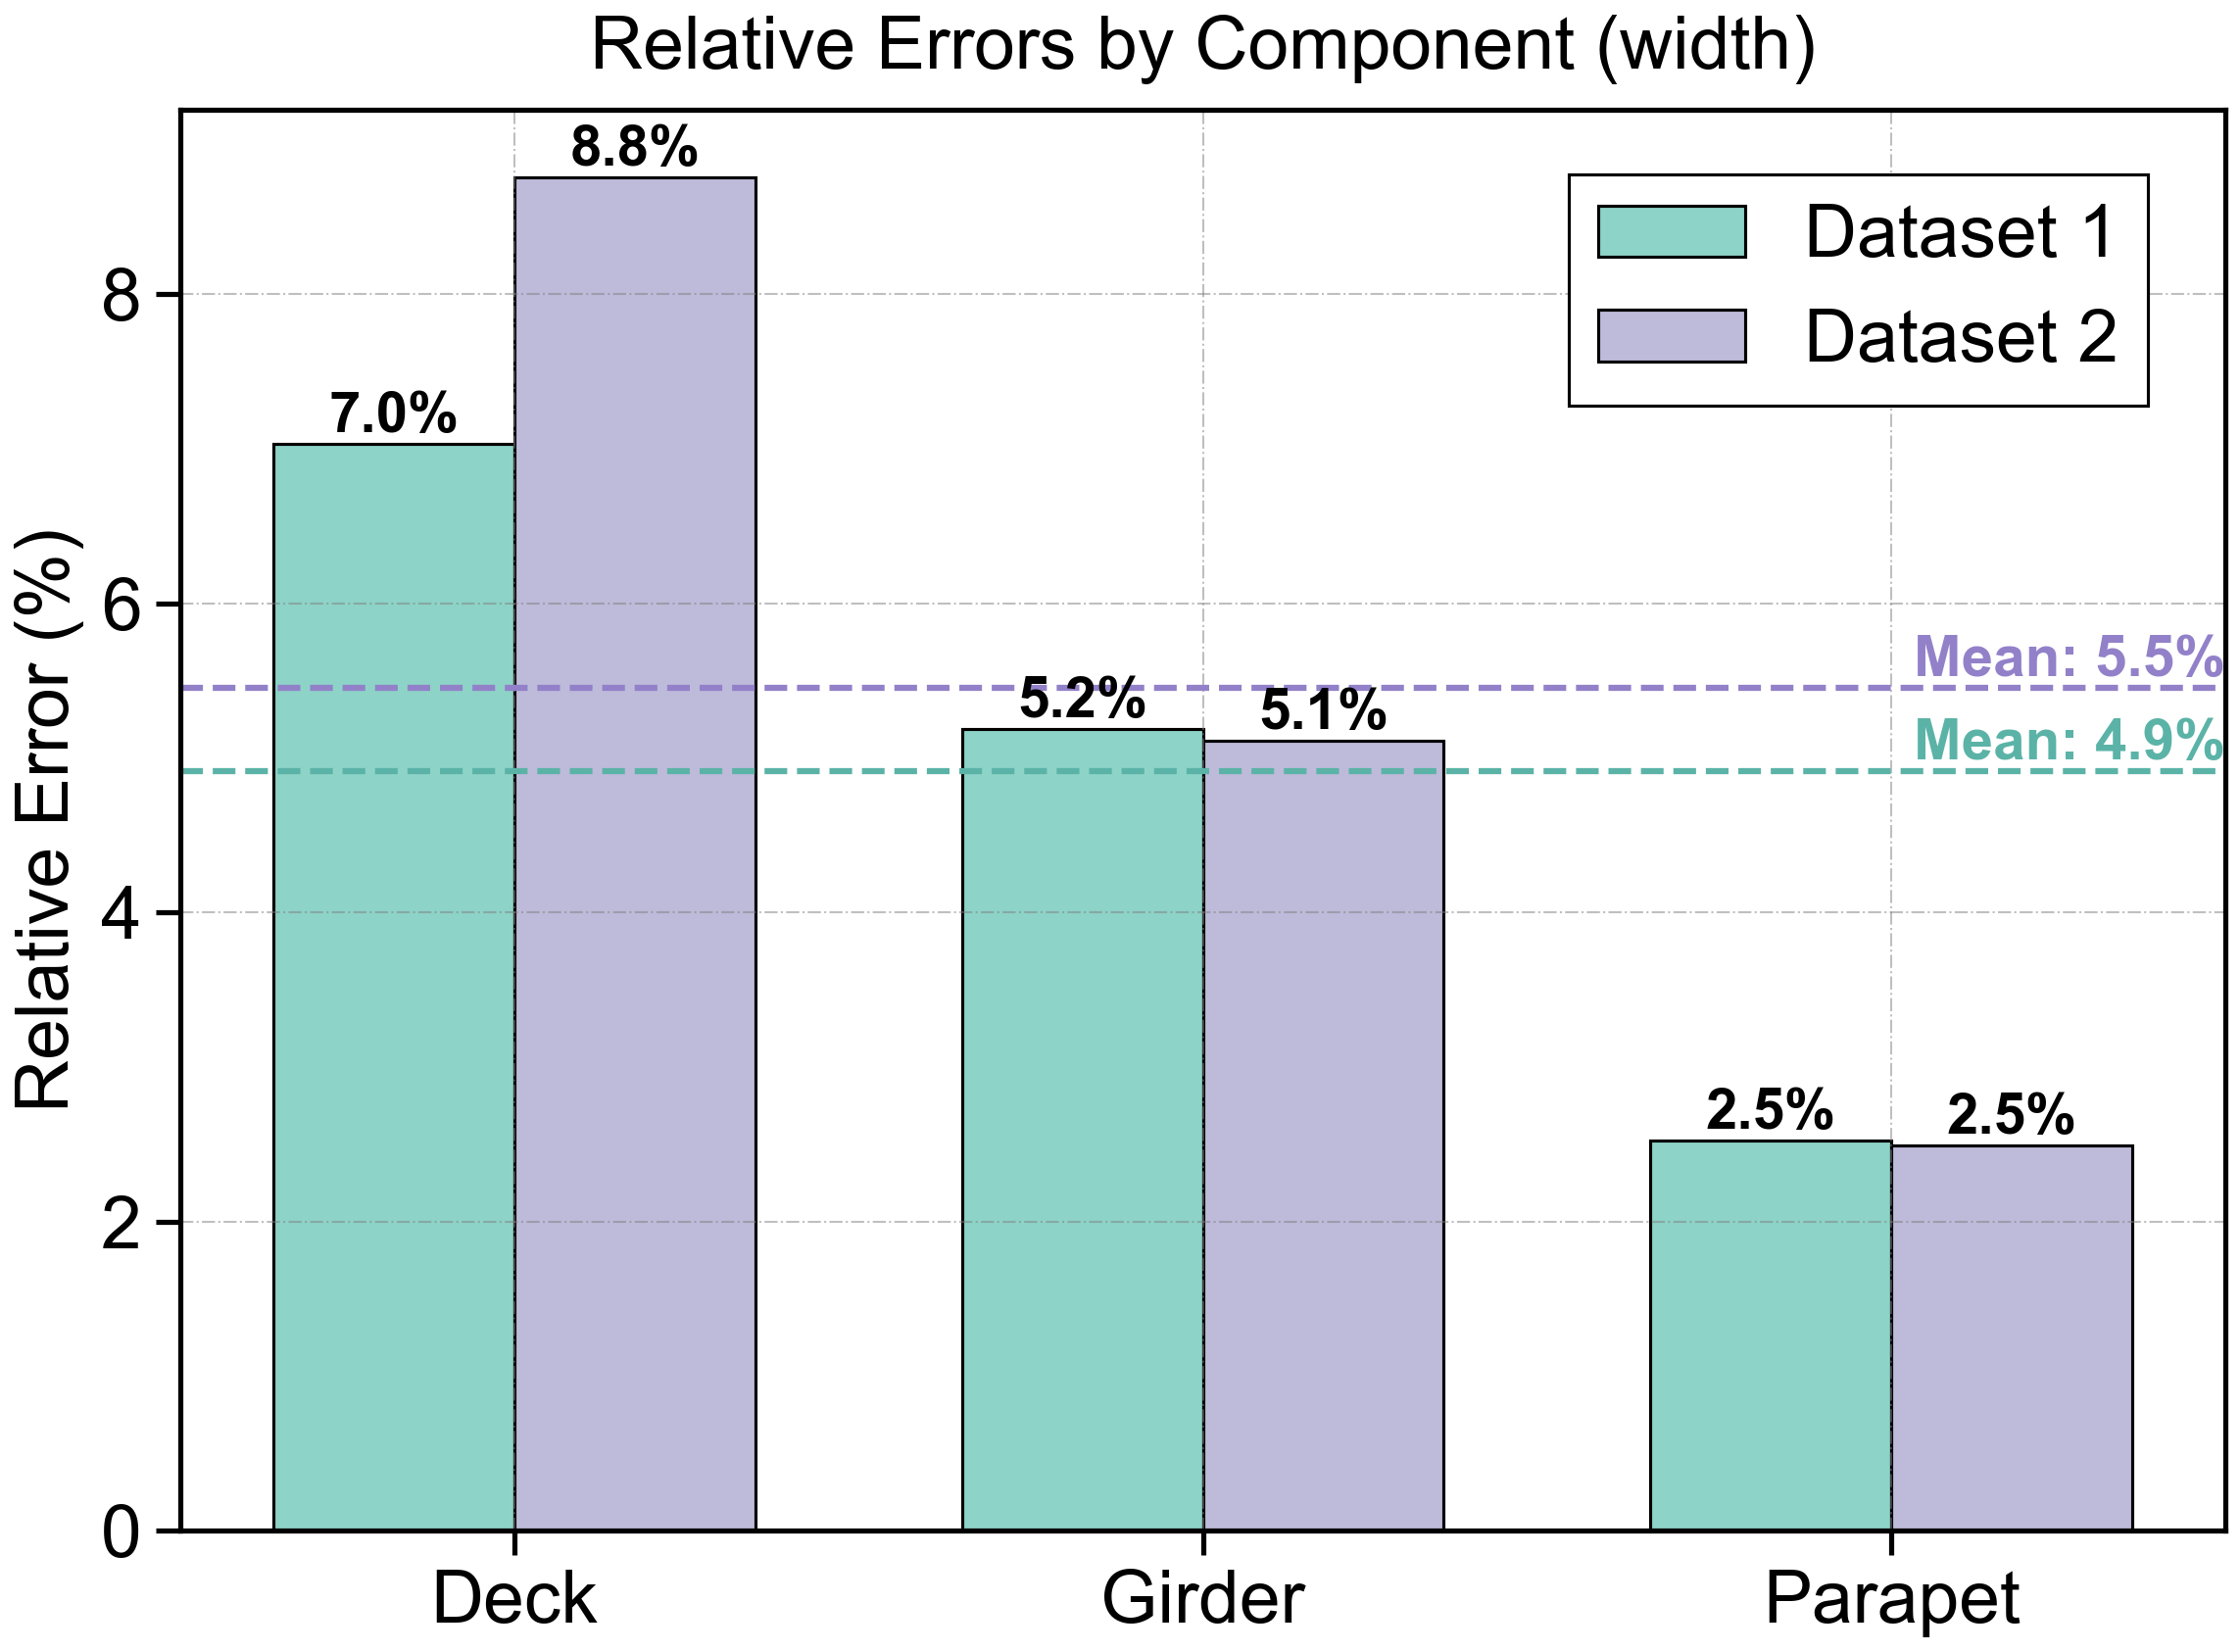 Relative Errors by Component (width)
Relative Error (%)
8
6
4
2
0
8.8%
7.0%
5.2%
5.1%
2.5%
2.5%
Mean: 5.5%
Mean: 4.9%
Dataset 1
Dataset 2
Deck
Girder
Parapet